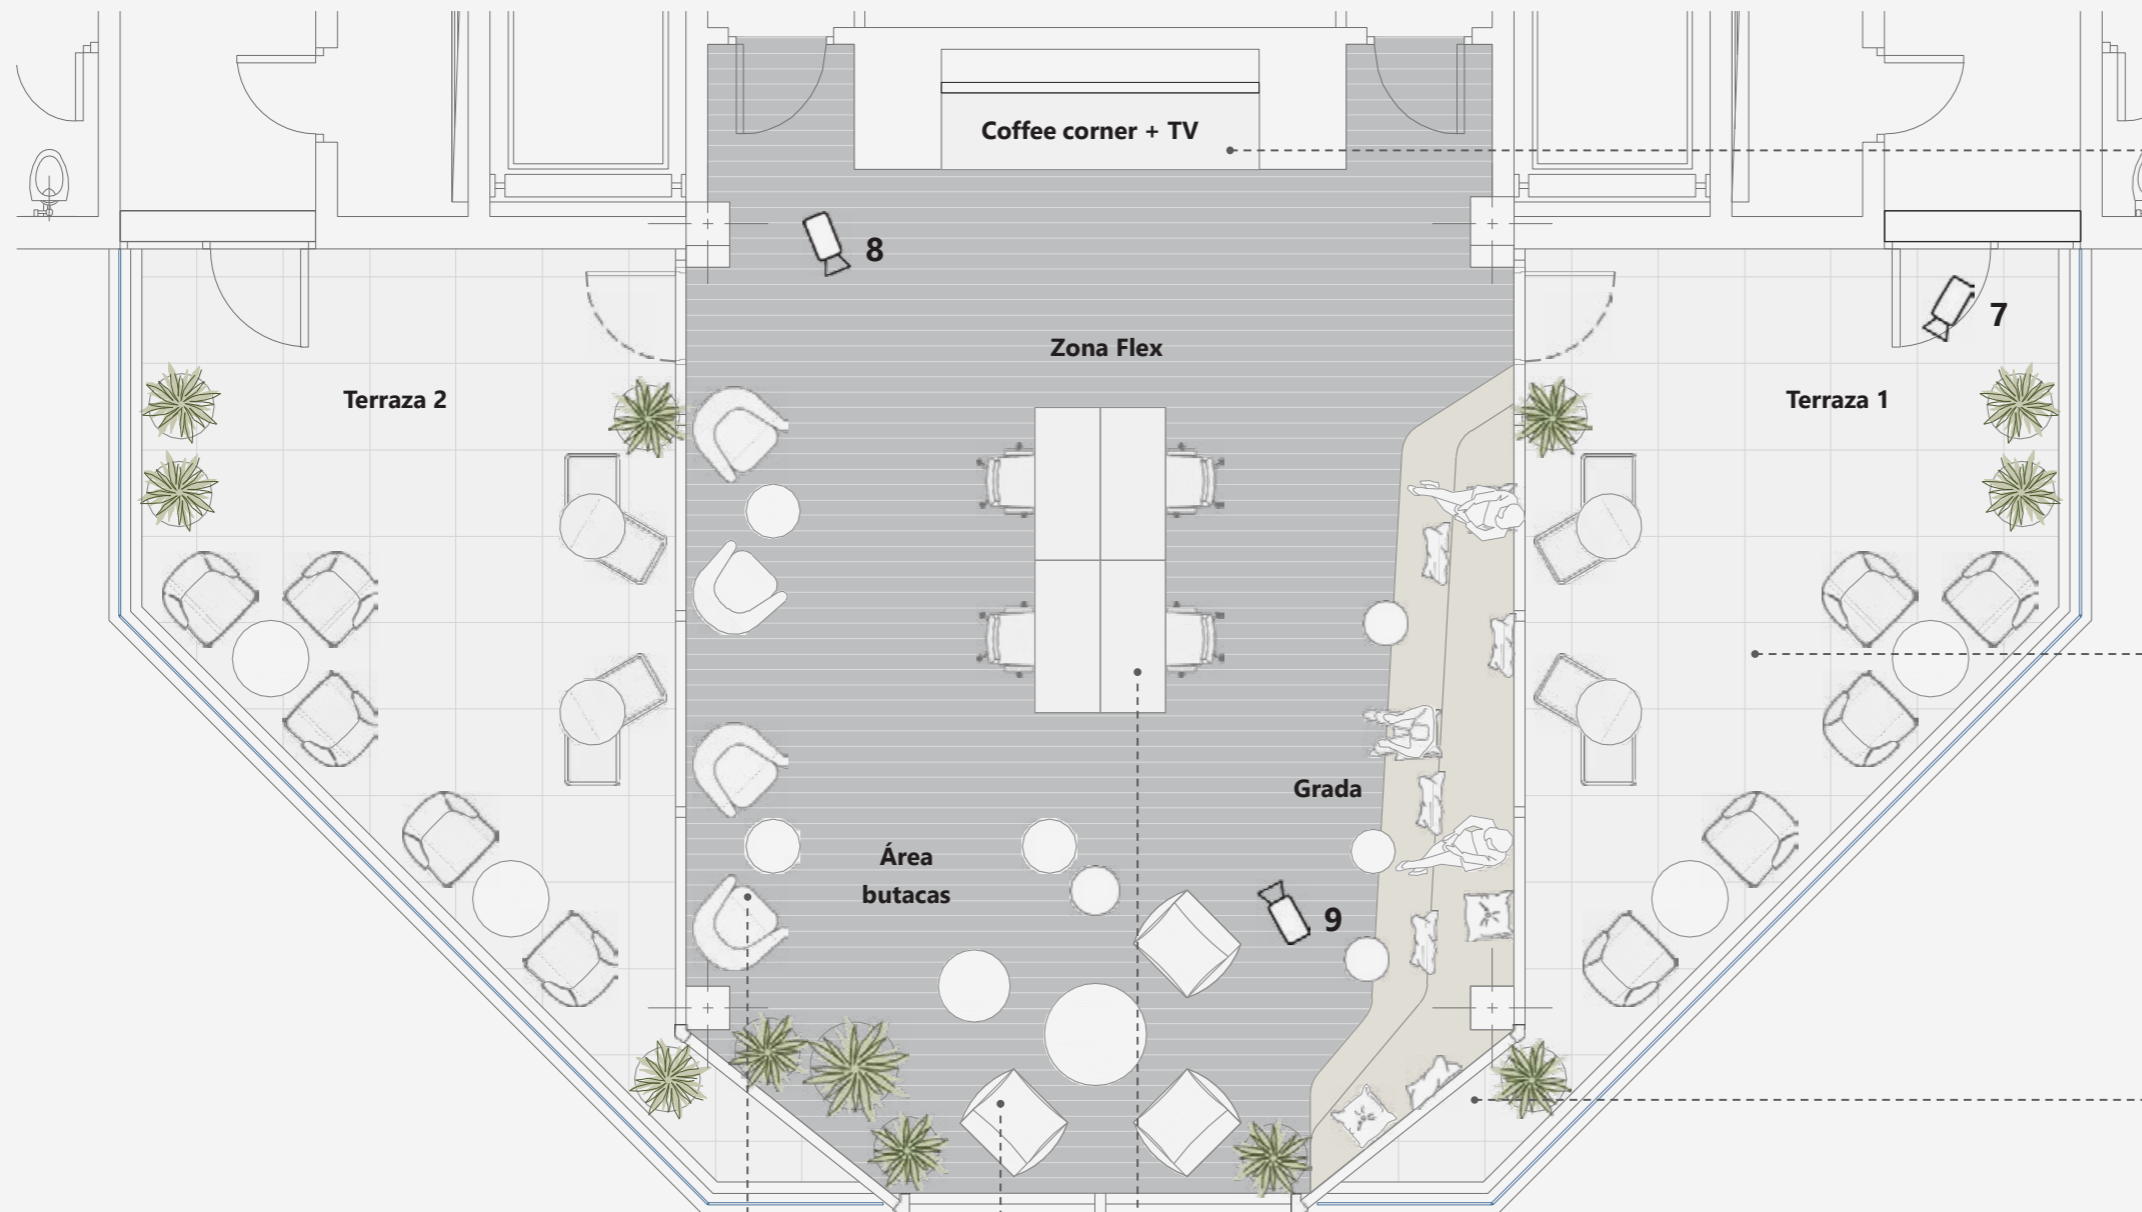 Coffee corner + TV
8
7
Zona Flex
Terraza 2
Terraza 1
Grada
Área
butacas
9